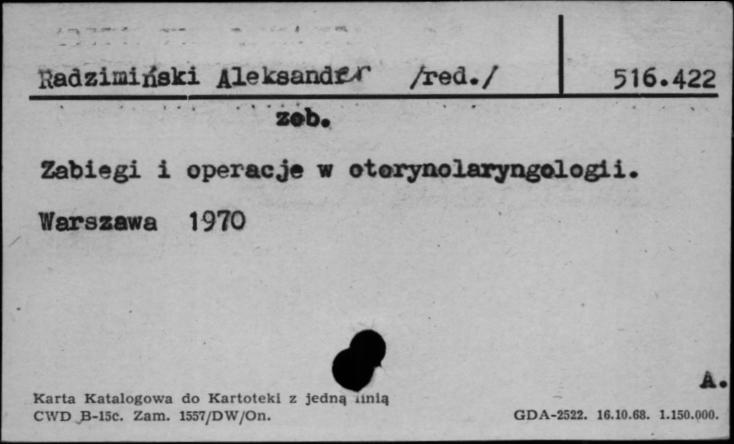 Radzimiński Aleksander /red./ 516.422
zob.
Zabiegi i operacje w otorynolaryngologii.
Warszawa 1970
A.
Karta Katalogowa do Kartoteki z jedną linią
CWD B-15c. Zam. 1557/DW/On. GDA-2522. 16.10.68. 1.150.000.